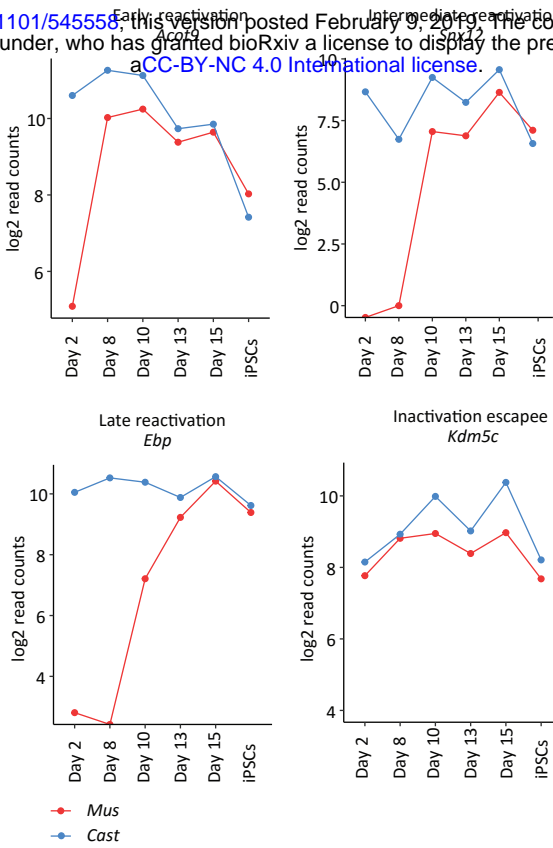 1101/545558; this version posted February 9, 2019. The co
under, who has granted bioRxiv a license to display the pre
aCC-BY-NC 4.0 International license.
Early reactivation
Acot9
log2 read counts
10
8
6
Day 2
Day 8
Day 10
Day 13
Day 15
iPSCs
Intermediate reactivation
log2 read counts
10
7.5
5.0
2.5
0
Day 2
Day 8
Day 10
Day 13
Day 15
iPSCs
Late reactivation
Ebp
log2 read counts
10
8
6
4
Day 2
Day 8
Day 10
Day 13
Day 15
iPSCs
Inactivation escapee
Kdm5c
log2 read counts
10
8
6
4
Day 2
Day 8
Day 10
Day 13
Day 15
iPSCs
Mus
Cast